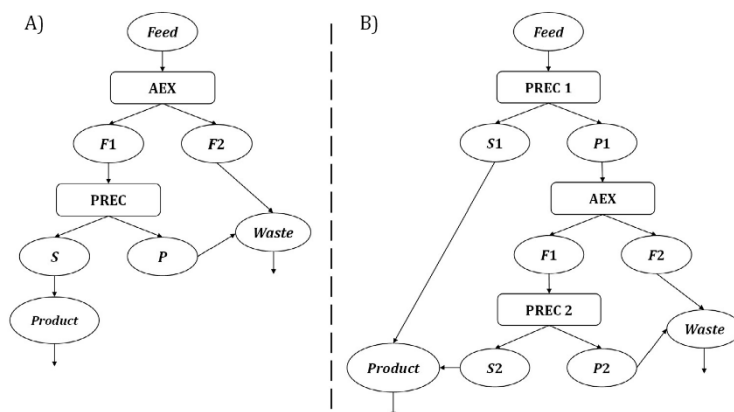 A)
Feed
AEX
F1
F2
PREC
S
P
Waste
Product
B)
Feed
PREC 1
S1
P1
AEX
F1
F2
PREC 2
Waste
Product
S2
P2